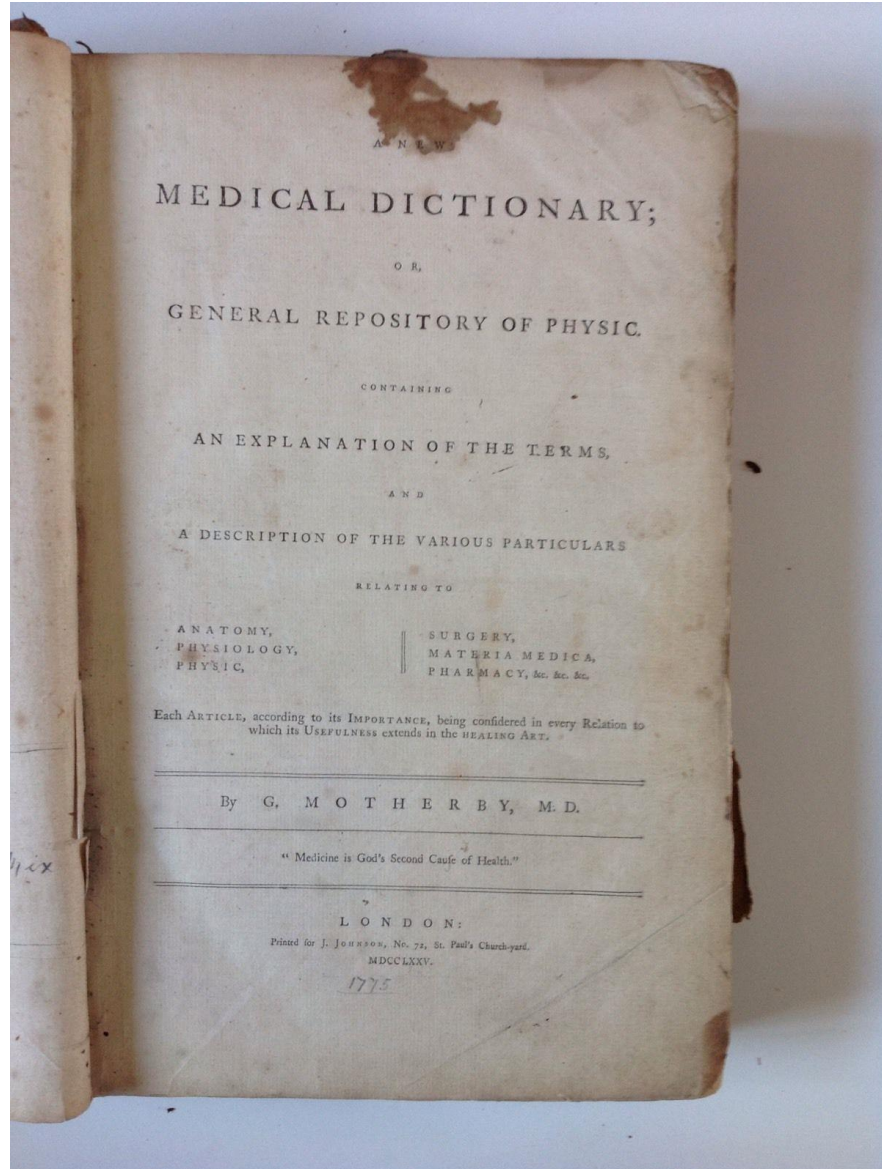 A NEW
MEDICAL DICTIONARY;
OR,
GENERAL REPOSITORY OF PHYSIC.
CONTAINING
AN EXPLANATION OF THE TERMS,
AND
A DESCRIPTION OF THE VARIOUS PARTICULARS
RELATING TO
ANATOMY,
PHYSIOLOGY,
PHYSIC,
SURGERY,
MATERIA MEDICA,
PHARMACY, &c. &c. &c.
Each ARTICLE, according to its IMPORTANCE, being conſidered in every Relation to
which its USEFULNESS extends in the HEALING ART.
By G. MOTHERBY, M. D.
“ Medicine is God's Second Cauſe of Health.”
LONDON:
Printed for J. JOHNSON, No. 72, St. Paul's Church-yard.
MDCCLXXV.
1775